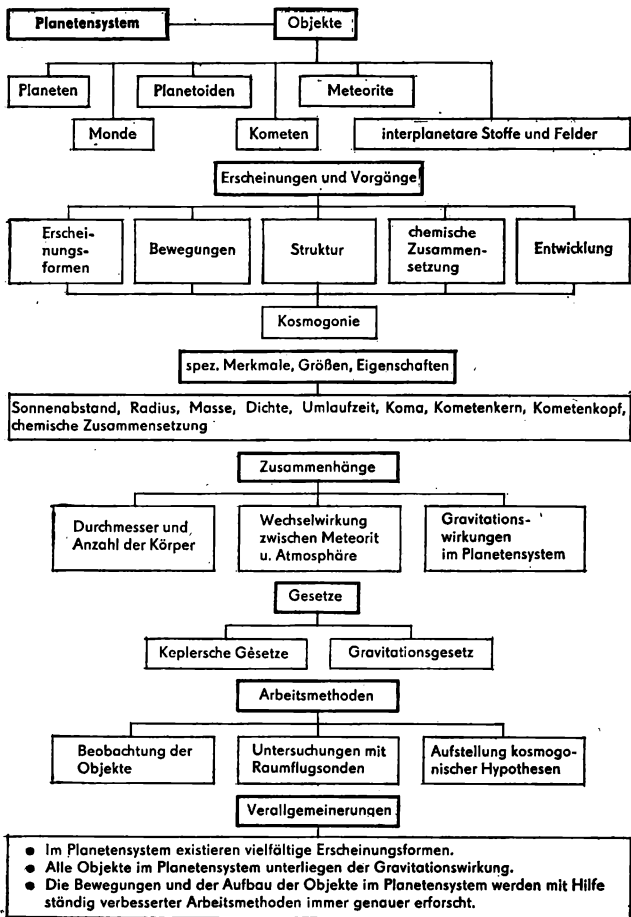 Planetensystem Objekte
Planeten Planetoiden Meteorite
Monde Kometen interplanetare Stoffe und Felder
Erscheinungen und Vorgänge
Erschei-
nungs-
formen
Bewegungen
Struktur
chemische
Zusammen-
setzung
Entwicklung
Kosmogonie
spez. Merkmale, Größen, Eigenschaften
Sonnenabstand, Radius, Masse, Dichte, Umlaufzeit, Koma, Kometenkern, Kometenkopf,
chemische Zusammensetzung
Zusammenhänge
Durchmesser und
Anzahl der Körper
Wechselwirkung
zwischen Meteorit
u. Atmosphäre
Gravitations-
wirkungen
im Planetensystem
Gesetze
Keplersche Gesetze Gravitationsgesetz
Arbeitsmethoden
Beobachtung der
Objekte
Untersuchungen mit
Raumflugsonden
Aufstellung kosmogo-
nischer Hypothesen
Verallgemeinerungen
● Im Planetensystem existieren vielfältige Erscheinungsformen.
● Alle Objekte im Planetensystem unterliegen der Gravitationswirkung.
● Die Bewegungen und der Aufbau der Objekte im Planetensystem werden mit Hilfe
ständig verbesserter Arbeitsmethoden immer genauer erforscht.